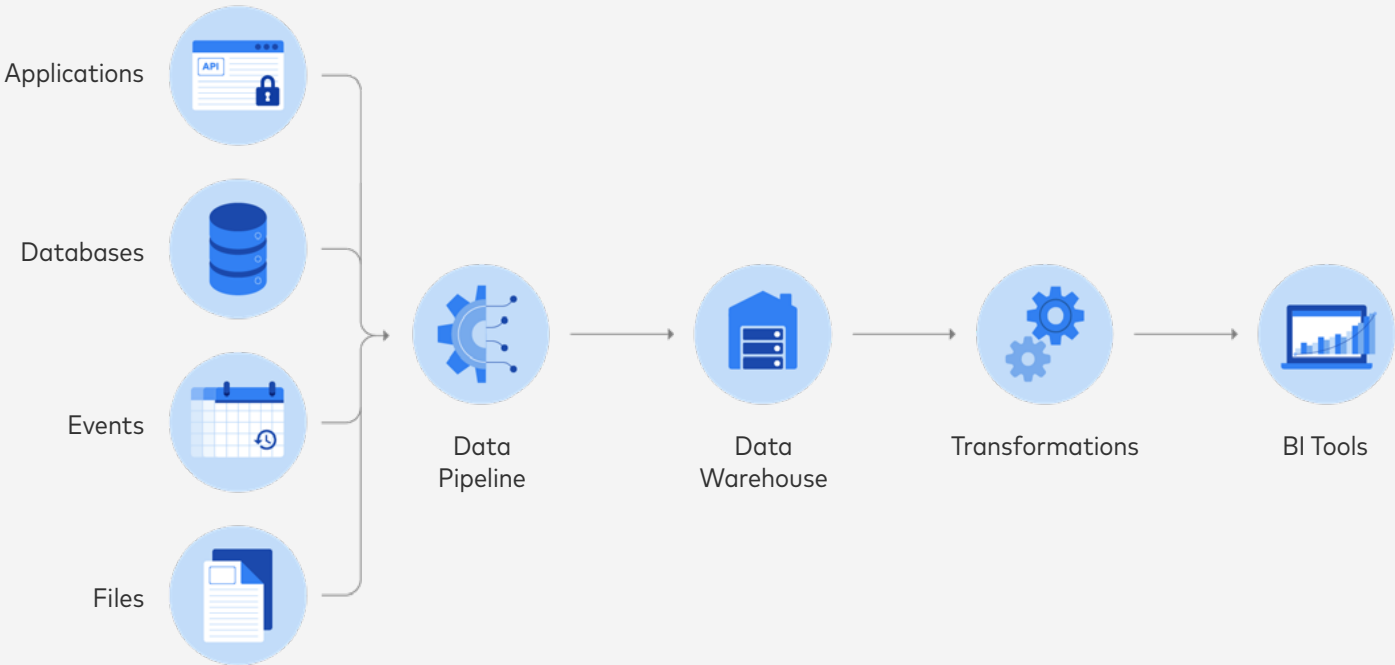 Applications
API
Databases
Events
Files
Data
Pipeline
Data
Warehouse
Transformations
BI Tools